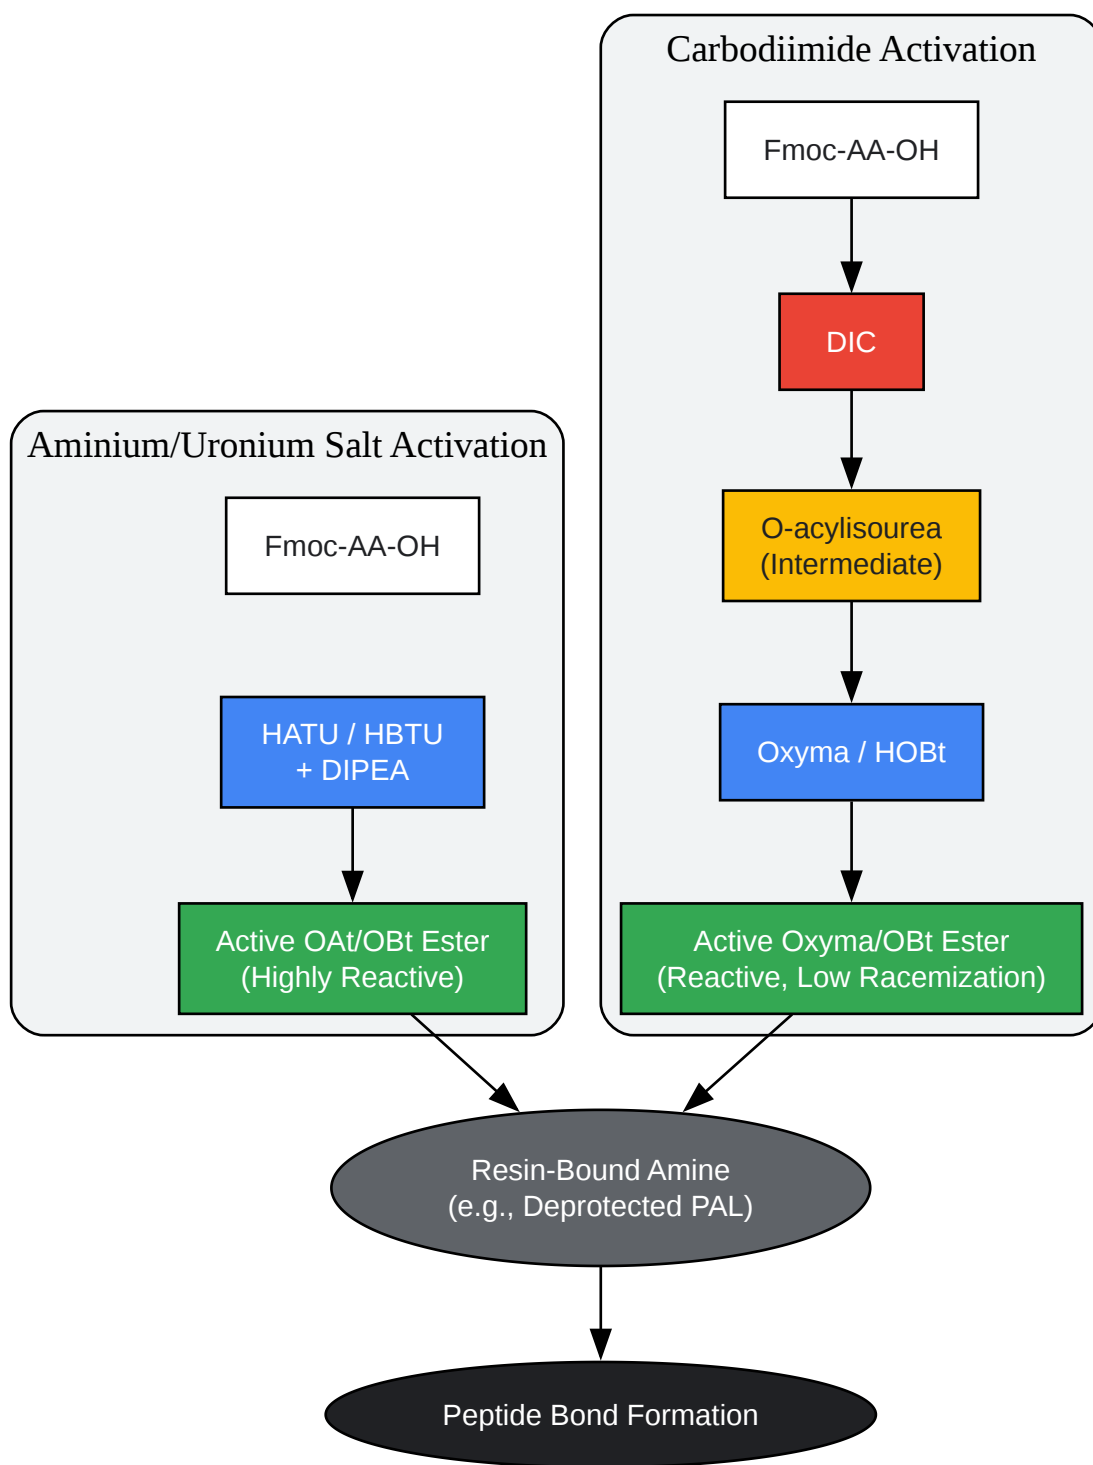 Aminium/Uronium Salt Activation
Fmoc-AA-OH
HATU / HBTU
+ DIPEA
Active OAt/OBt Ester
(Highly Reactive)
Carbodiimide Activation
Fmoc-AA-OH
DIC
O-acylisourea
(Intermediate)
Oxyma / HOBt
Active Oxyma/OBt Ester
(Reactive, Low Racemization)
Resin-Bound Amine
(e.g., Deprotected PAL)
Peptide Bond Formation